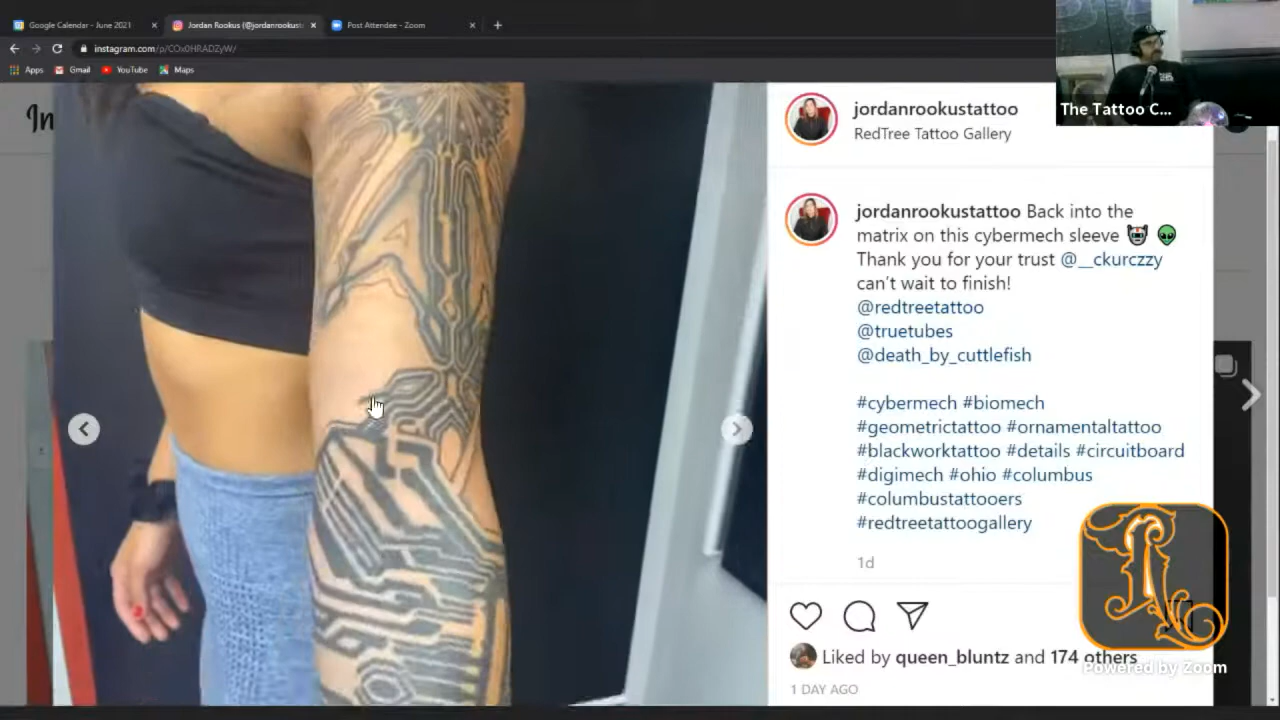 Google Calendar - June 2021
Jordan Rookus (@jordanrookust
Post Attendee - Zoom
instagram.com/p/COx0HRADZyW/
Apps
Gmail
YouTube
Maps
In
The Tattoo C...
jordanrookustattoo
RedTree Tattoo Gallery
jordanrookustattoo Back into the
matrix on this cybermech sleeve 🤖 👽
Thank you for your trust @__ckurczzy
can't wait to finish!
@redtreetattoo
@truetubes
@death_by_cuttlefish
#cybermech #biomech
#geometrictattoo #ornamentaltattoo
#blackworktattoo #details #circuitboard
#digimech #ohio #columbus
#columbustattooers
#redtreetattoogallery
1d
Liked by queen_bluntz and 174 others
Powered by Zoom
1 DAY AGO